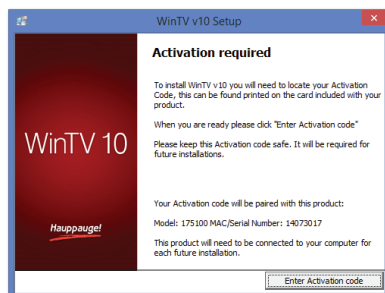 WinTV v10 Setup
Activation required
To install WinTV v10 you will need to locate your Activation
Code, this can be found printed on the card included with your
product.
When you are ready please click "Enter Activation code"
Please keep this Activation code safe. It will be required for
future installations.
WinTV 10
Your Activation code will be paired with this product:
Hauppauge!
Model: 175100 MAC/Serial Number: 14073017
This product will need to be connected to your computer for
each future installation.
Enter Activation code